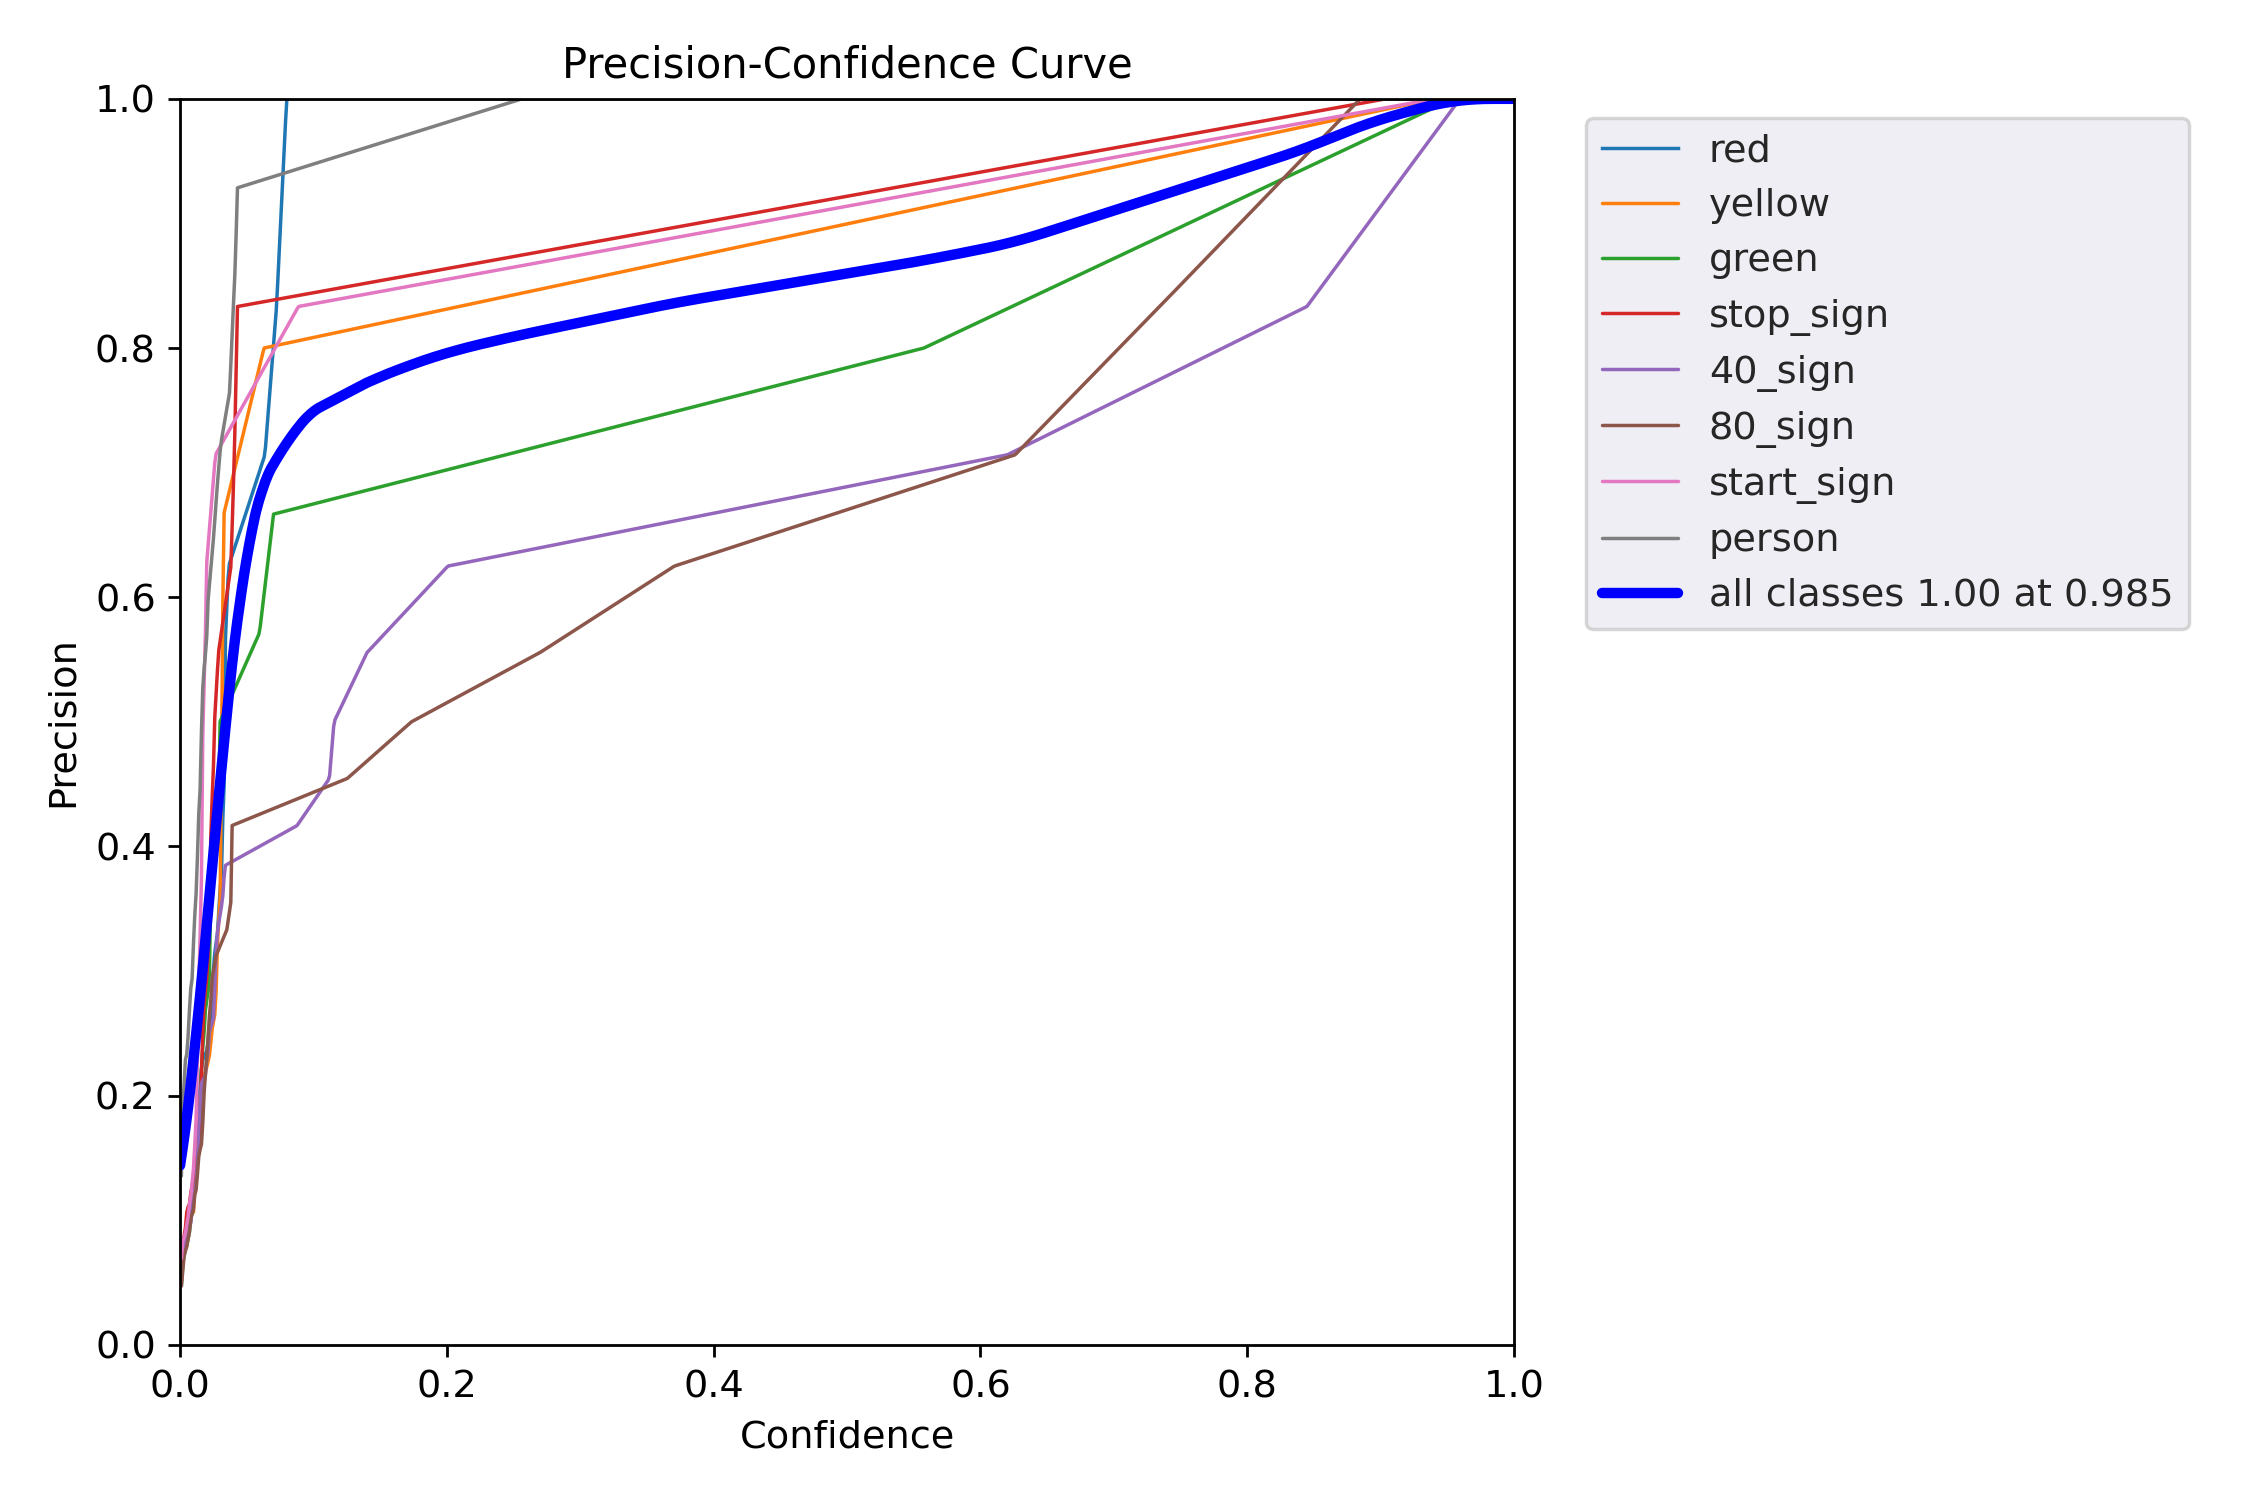 Precision-Confidence Curve
1.0
0.8
0.6
0.4
0.2
0.0
Precision
0.0 0.2 0.4 0.6 0.8 1.0
Confidence
red
yellow
green
stop_sign
40_sign
80_sign
start_sign
person
all classes 1.00 at 0.985